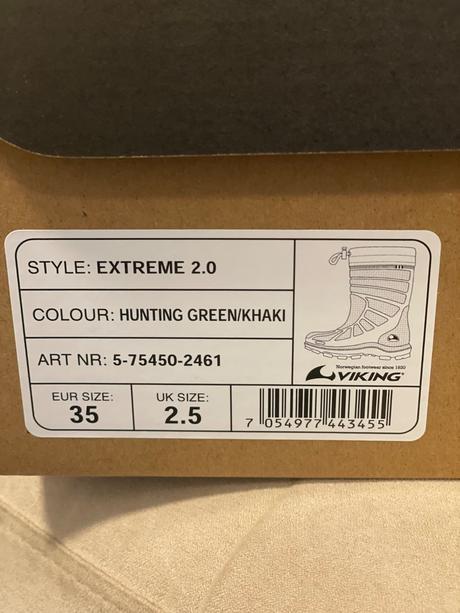 STYLE: EXTREME 2.0
COLOUR: HUNTING GREEN/KHAKI
ART NR: 5-75450-2461
Norwegian footwear since 1920
VIKING®
EUR SIZE:
35
UK SIZE:
2.5
7 054977 443455